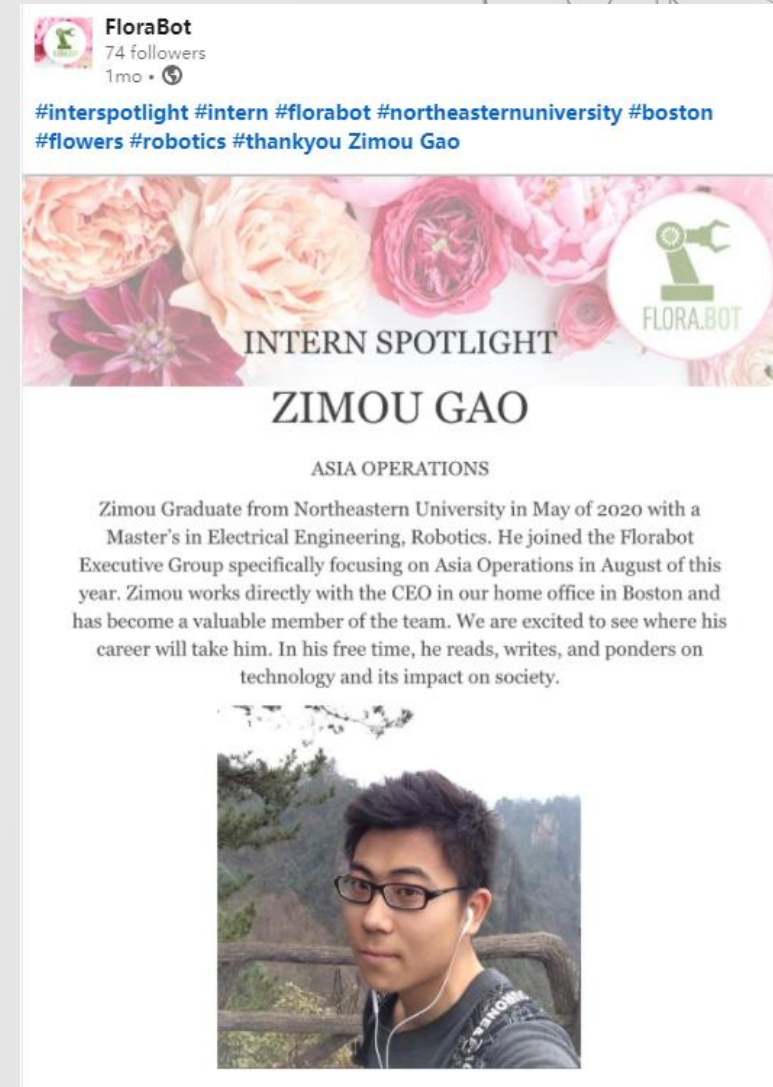 FloraBot
74 followers
1mo •
#interspotlight #intern #florabot #northeasternuniversity #boston
#flowers #robotics #thankyou Zimou Gao
FLORA.BOT
INTERN SPOTLIGHT
ZIMOU GAO
ASIA OPERATIONS
Zimou Graduate from Northeastern University in May of 2020 with a
Master's in Electrical Engineering, Robotics. He joined the Florabot
Executive Group specifically focusing on Asia Operations in August of this
year. Zimou works directly with the CEO in our home office in Boston and
has become a valuable member of the team. We are excited to see where his
career will take him. In his free time, he reads, writes, and ponders on
technology and its impact on society.